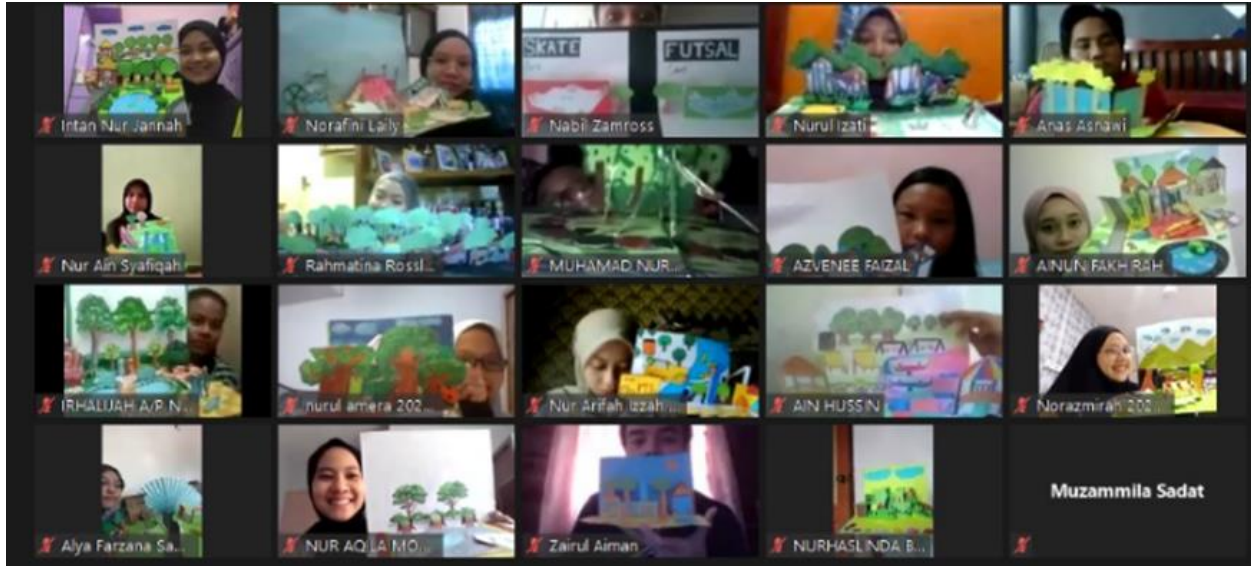 Intan Nur Jannah
Norafini Laily
SKATE
FUTSAL
Nabil Zamross
Nurul Izati
Anas Asnawi
Nur Ain Syafiqah
Rahmatina Rossl...
MUHAMAD NUR...
AZVENEE FAIZAL
AINUN FAKH RAH
IRHALIJAH A/P N...
nurul amera 202...
Nur Arifah Izzah...
AIN HUSSIN
Norazmirah 202...
Alya Farzana Sa...
NUR AQ LA MO...
Zairul Aiman
NURHASLINDA B...
Muzammila Sadat